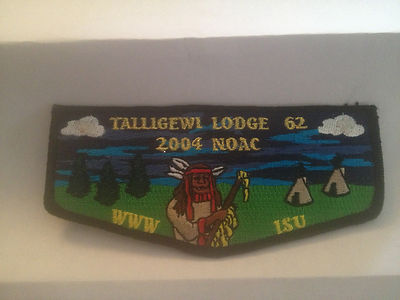 TALLIGEWI LODGE 62
2004 NOAC
WWW ISU